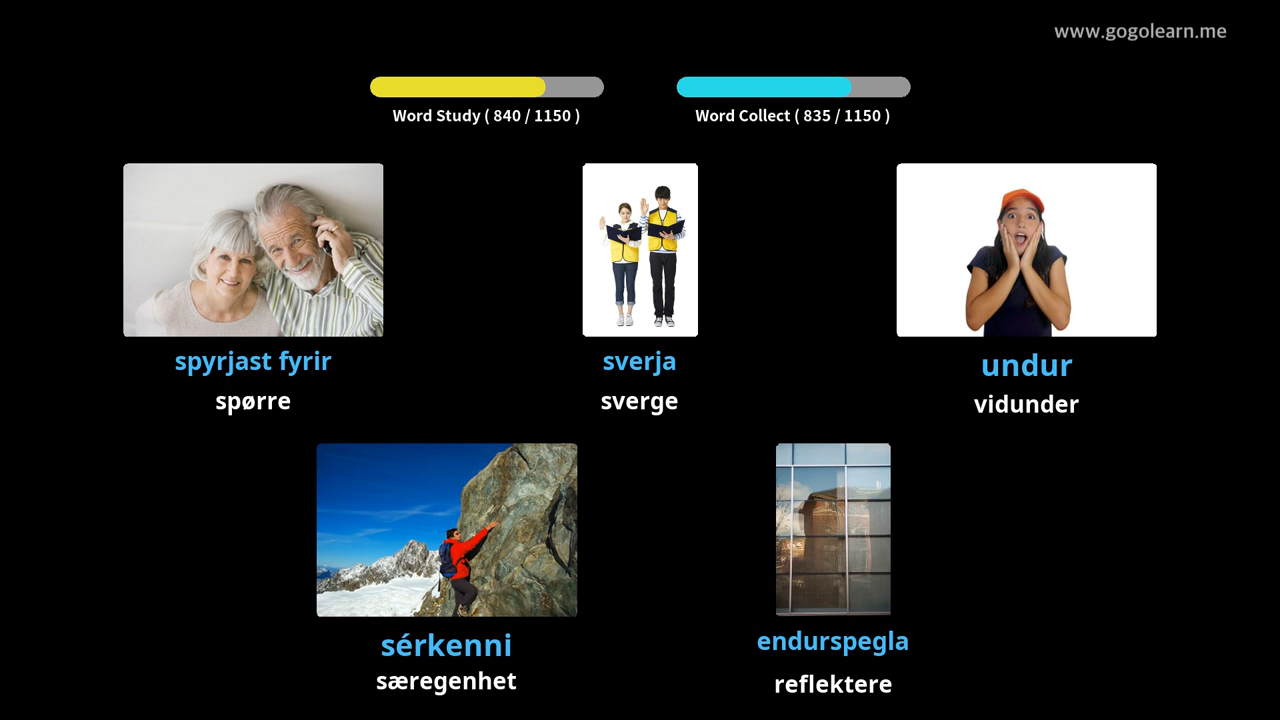 www.gogolearn.me
Word Study ( 840 / 1150 )
Word Collect ( 835 / 1150 )
spyrjast fyrir
spørre
sverja
sverge
undur
vidunder
sérkenni
særegenhet
endurspegla
reflektere